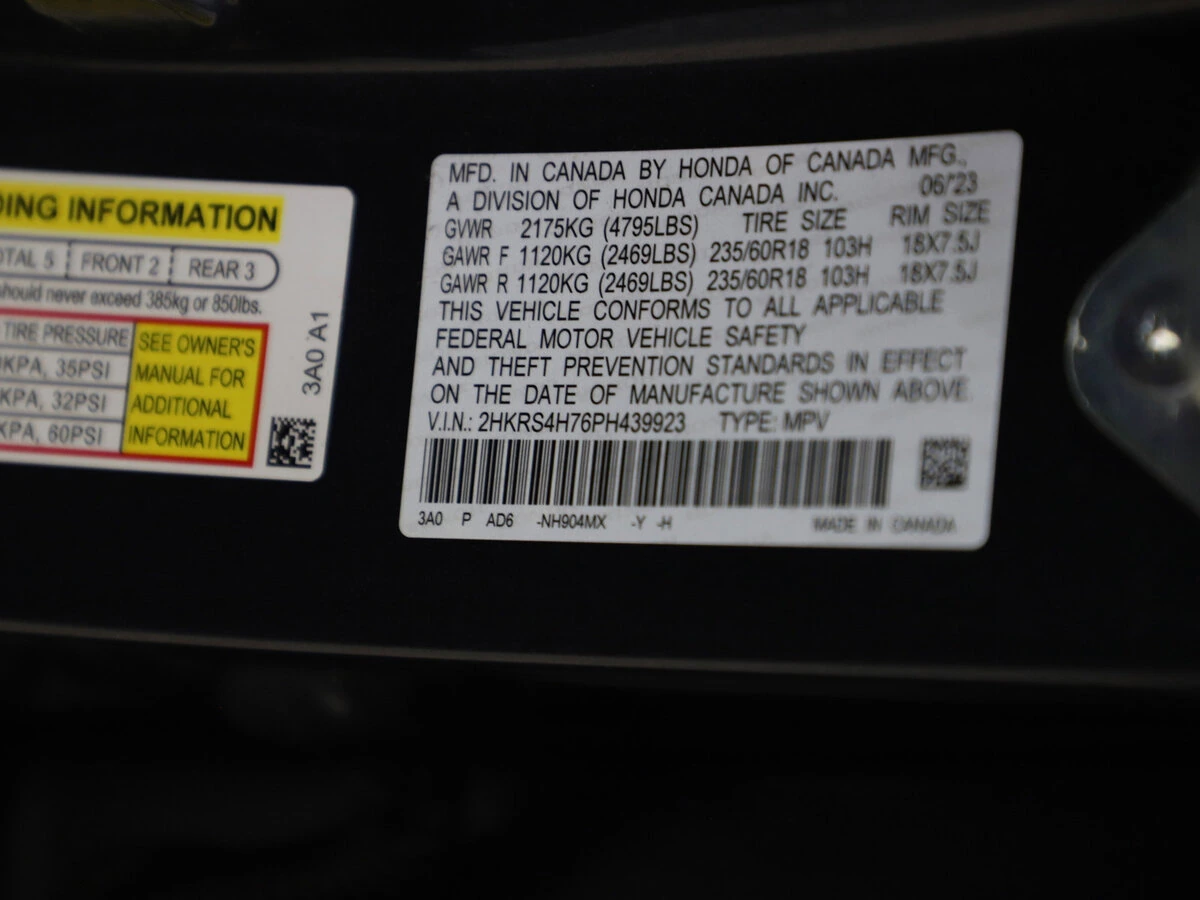 DING INFORMATION
OTAL 5 FRONT 2 REAR 3
should never exceed 385kg or 850lbs.
TIRE PRESSURE
KPA, 35PSI
KPA, 32PSI
KPA, 60PSI
SEE OWNER'S
MANUAL FOR
ADDITIONAL
INFORMATION
3A0 A1
MFD. IN CANADA BY HONDA OF CANADA MFG.,
A DIVISION OF HONDA CANADA INC. 06/'23
GVWR 2175KG (4795LBS) TIRE SIZE RIM SIZE
GAWR F 1120KG (2469LBS) 235/60R18 103H 18X7.5J
GAWR R 1120KG (2469LBS) 235/60R18 103H 18X7.5J
THIS VEHICLE CONFORMS TO ALL APPLICABLE
FEDERAL MOTOR VEHICLE SAFETY
AND THEFT PREVENTION STANDARDS IN EFFECT
ON THE DATE OF MANUFACTURE SHOWN ABOVE.
V.I.N.: 2HKRS4H76PH439923 TYPE: MPV
3A0 P AD6 -NH904MX -Y -H MADE IN CANADA